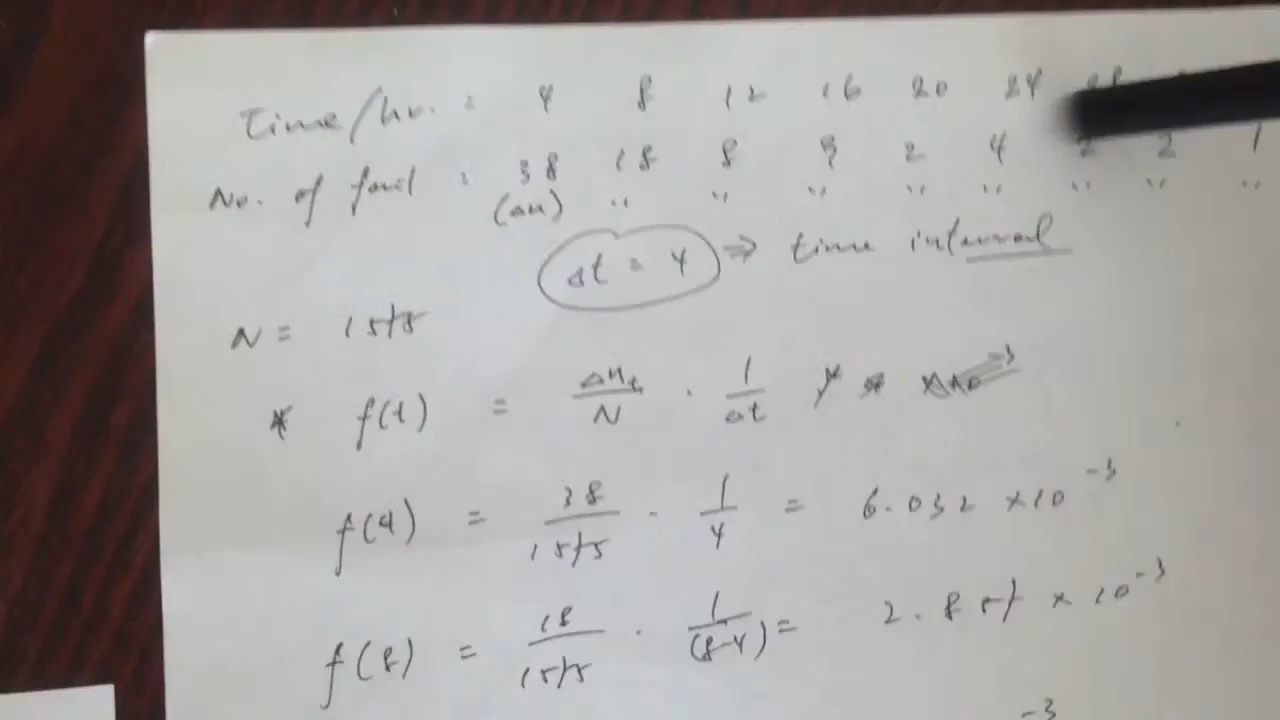 Time/hr. : 4 8 12 16 20 24 28
No. of fail : 38 18 8 9 2 4 2 2 1
(Δn) " " " " " " " "
Δt = 4 ⇒ time interval
N = 1575
* f(t) = Δnₜ/N . 1/Δt
f(4) = 38/1575 . 1/4 = 6.032 × 10⁻³
f(8) = 18/1575 . 1/(8-4) = 2.857 × 10⁻³
-3